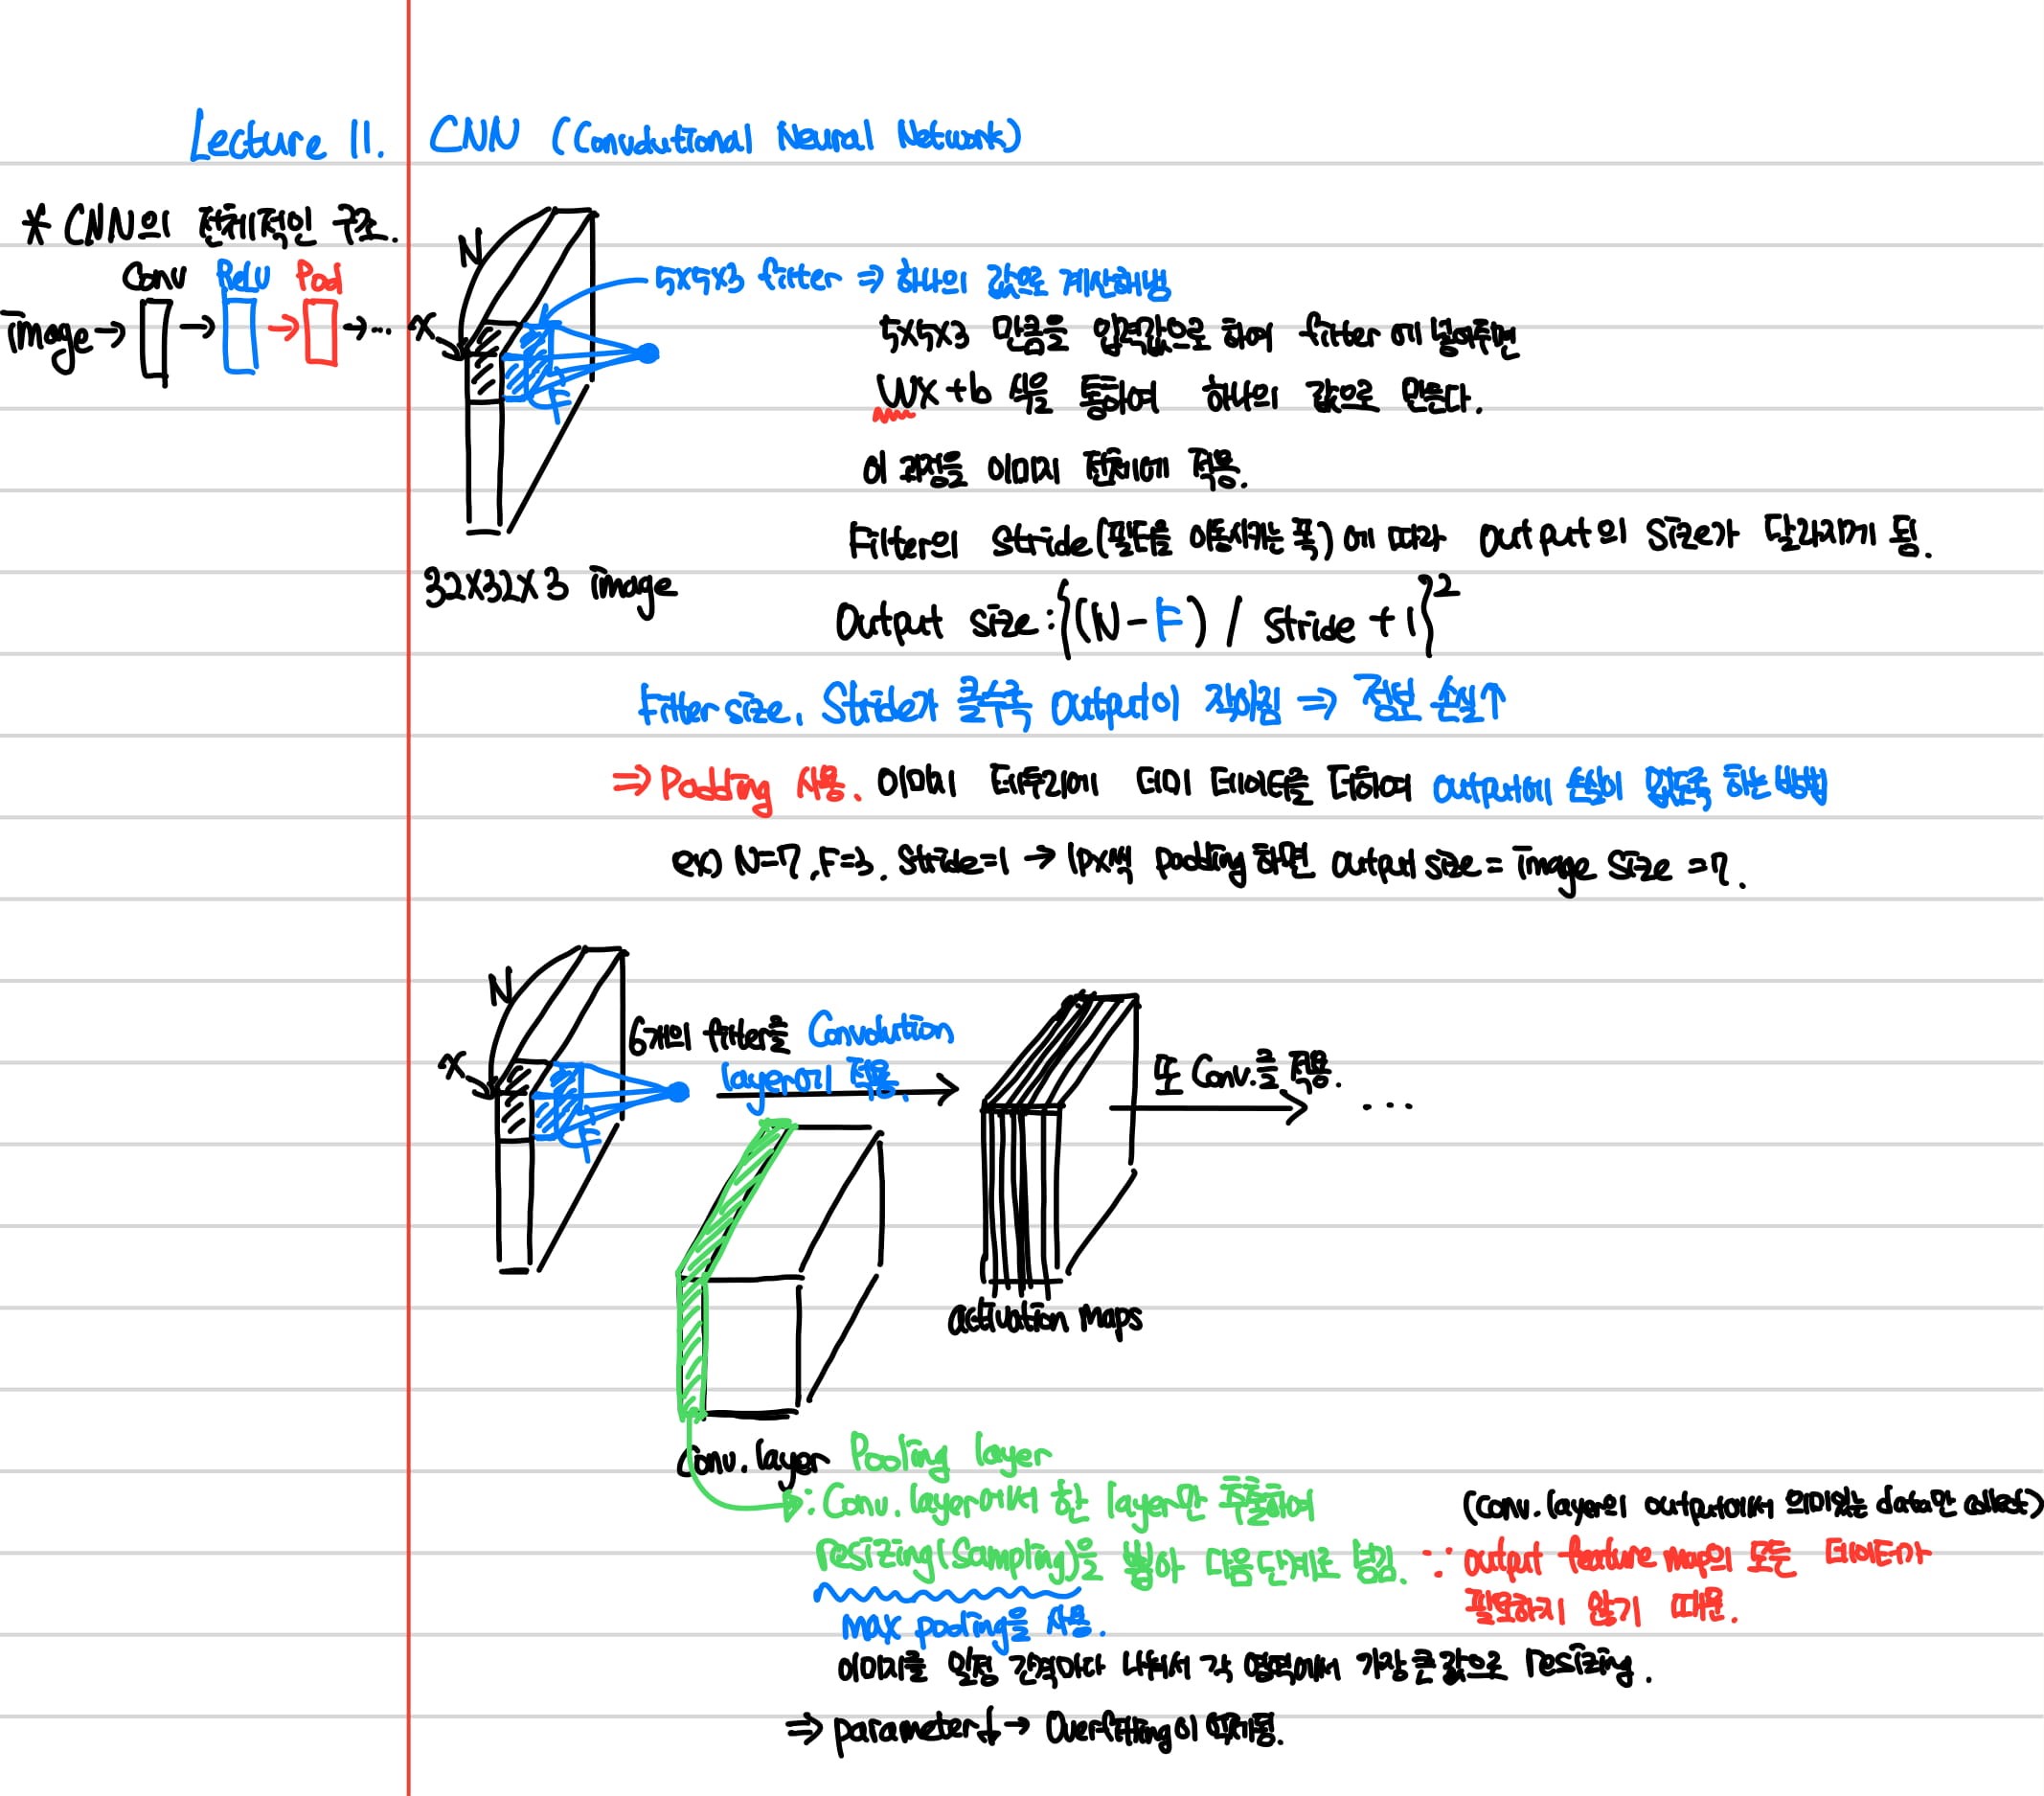 Lecture 11. CNN (Convolutional Neural Network)
* CNN의 전체적인 구조.
Conv ReLU Pool
image → → → → ...
N
x
F
32x32x3 image
5x5x3 filter ⇒ 하나의 값으로 계산해냄
5x5x3 만큼을 입력값으로 하여 filter에 넣어주면
Wx+b 식을 통하여 하나의 값으로 만든다.
이 과정을 이미지 전체에 적용.
Filter의 stride(필터를 이동시키는 폭)에 따라 output의 size가 달라지게 됨.
Output size:{(N-F) / stride +1}²
Filter size, Stride가 클수록 output이 작아짐 ⇒ 정보 손실↑
⇒ Padding 사용. 이미지 테두리에 더미 데이터를 더하여 output에 손실이 없도록 하는 방법
ex) N=7, F=3, stride=1 → 1px씩 padding하면 output size = image size = 7.
N
x
F
6개의 filter를 Convolution
layer에 적용.
또 Conv.를 적용.
...
activation maps
Conv. layer Pooling layer
: Conv. layer에서 한 layer만 추출하여
resizing(sampling)을 뽑아 다음단계로 넘김.
(Conv. layer의 output에서 의미있는 data만 collect)
∵ output feature map의 모든 데이터가
필요하지 않기 때문.
max pooling을 사용.
이미지를 일정 간격마다 나눠서 각 영역에서 가장 큰 값으로 resizing.
⇒ parameter↓ → Overfitting이 억제됨.